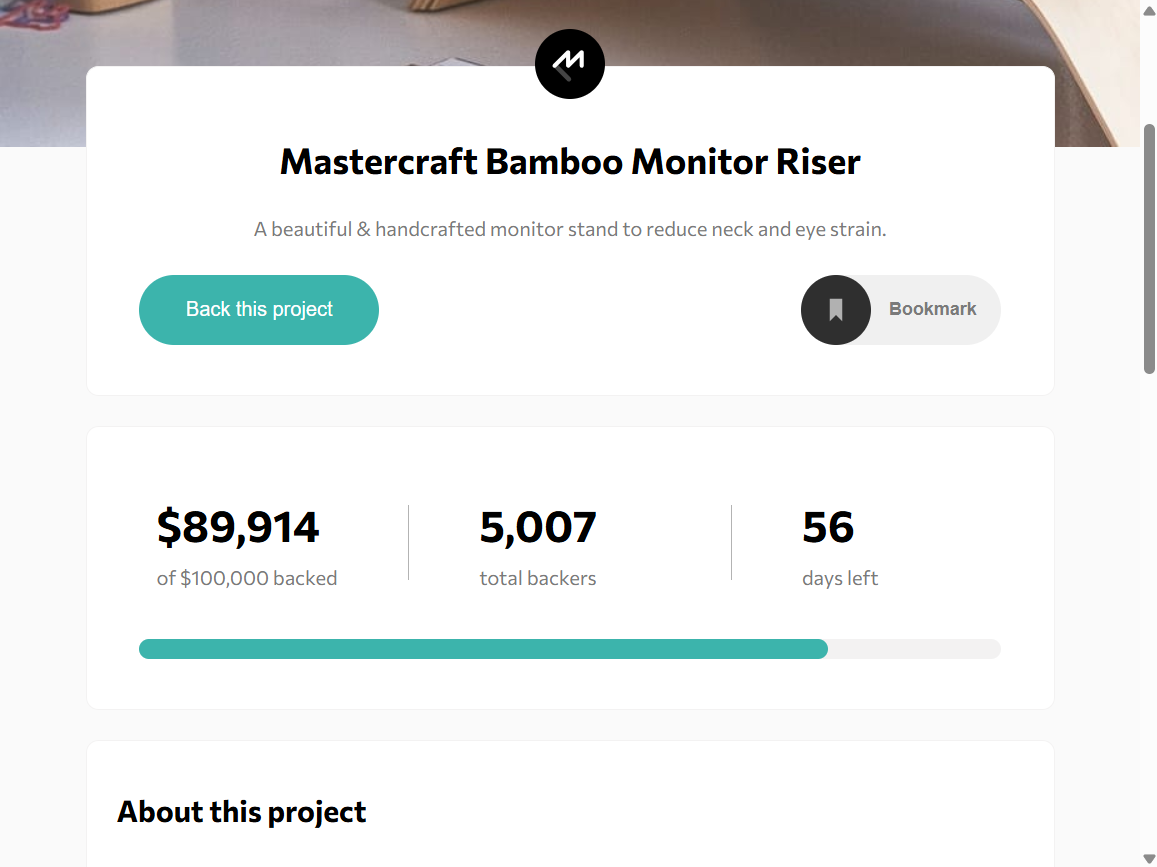 Mastercraft Bamboo Monitor Riser
A beautiful & handcrafted monitor stand to reduce neck and eye strain.
Back this project
Bookmark
$89,914
of $100,000 backed
5,007
total backers
56
days left
About this project